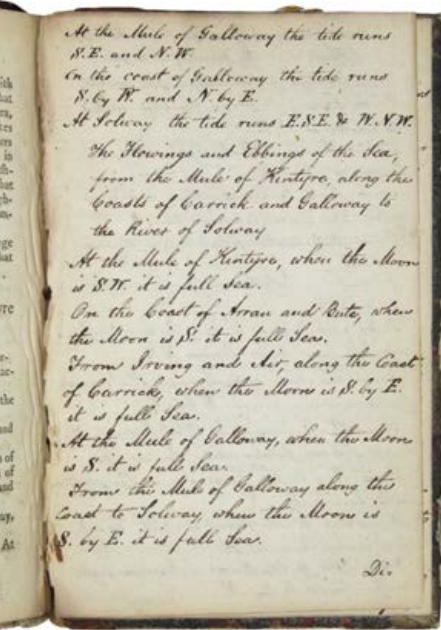 At the Mule of Galloway the tide runs
S.E. and N.W.
On the coast of Galloway the tide runs
S. by W. and N. by E.
At Solway the tide runs E.S.E. & W.N.W.
The Flowings and Ebbings of the Sea,
from the Mule of Kintyre, along the
Coasts of Carrick and Galloway to
the River of Solway
At the Mule of Kintyre, when the Moon
is S.W. it is full sea.
On the Coast of Arran and Bute, when
the Moon is S. it is full Sea.
From Irving and Air, along the Coast
of Carrick, when the Moon is S. by E.
it is full Sea.
At the Mule of Galloway, when the Moon
is S. it is full Sea.
From the Mule of Galloway along the
Coast to Solway, when the Moon is
S. by E. it is full Sea.
Di-